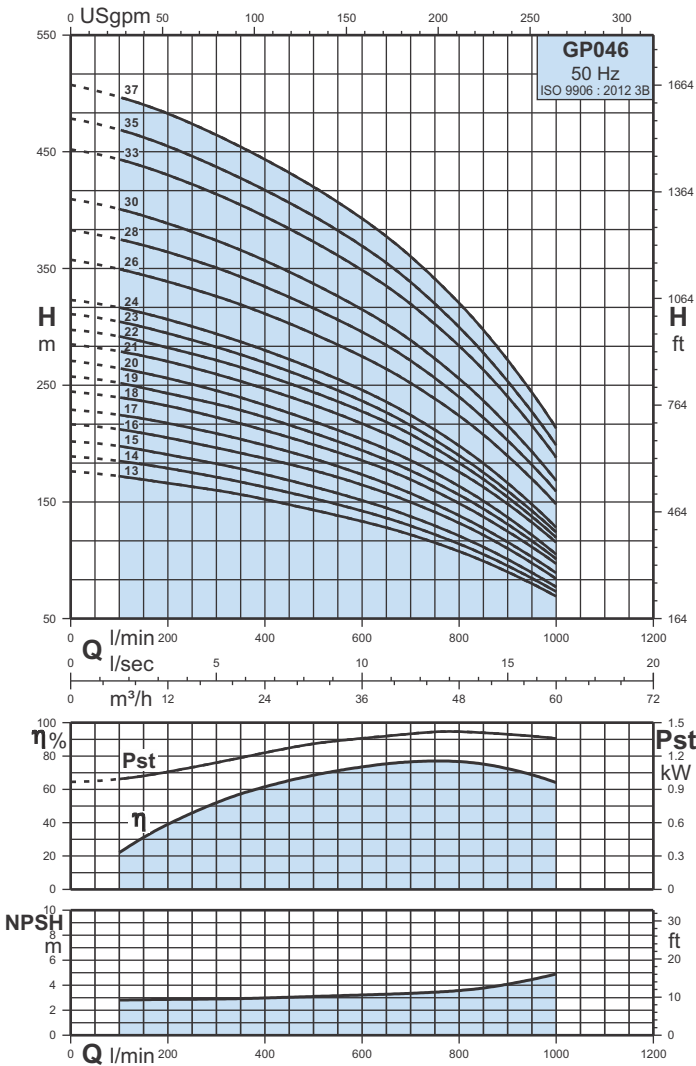 USgpm
0 50 100 150 200 250 300
GP046
50 Hz
ISO 9906 : 2012 3B
550
450
350
250
150
50
H
m
1664
1364
1064
764
464
164
H
ft
37
35
33
30
28
26
24
23
22
21
20
19
18
17
16
15
14
13
0 200 400 600 800 1000 1200
Q l/min
0 5 10 15 20
l/sec
0 12 24 36 48 60 72
m³/h
η%
100
80
60
40
20
0
Pst
η
1.5
1.2
0.9
0.6
0.3
0
Pst
kW
NPSH
m
10
8
6
4
2
0
30
20
10
0
ft
0 200 400 600 800 1000 1200
Q l/min